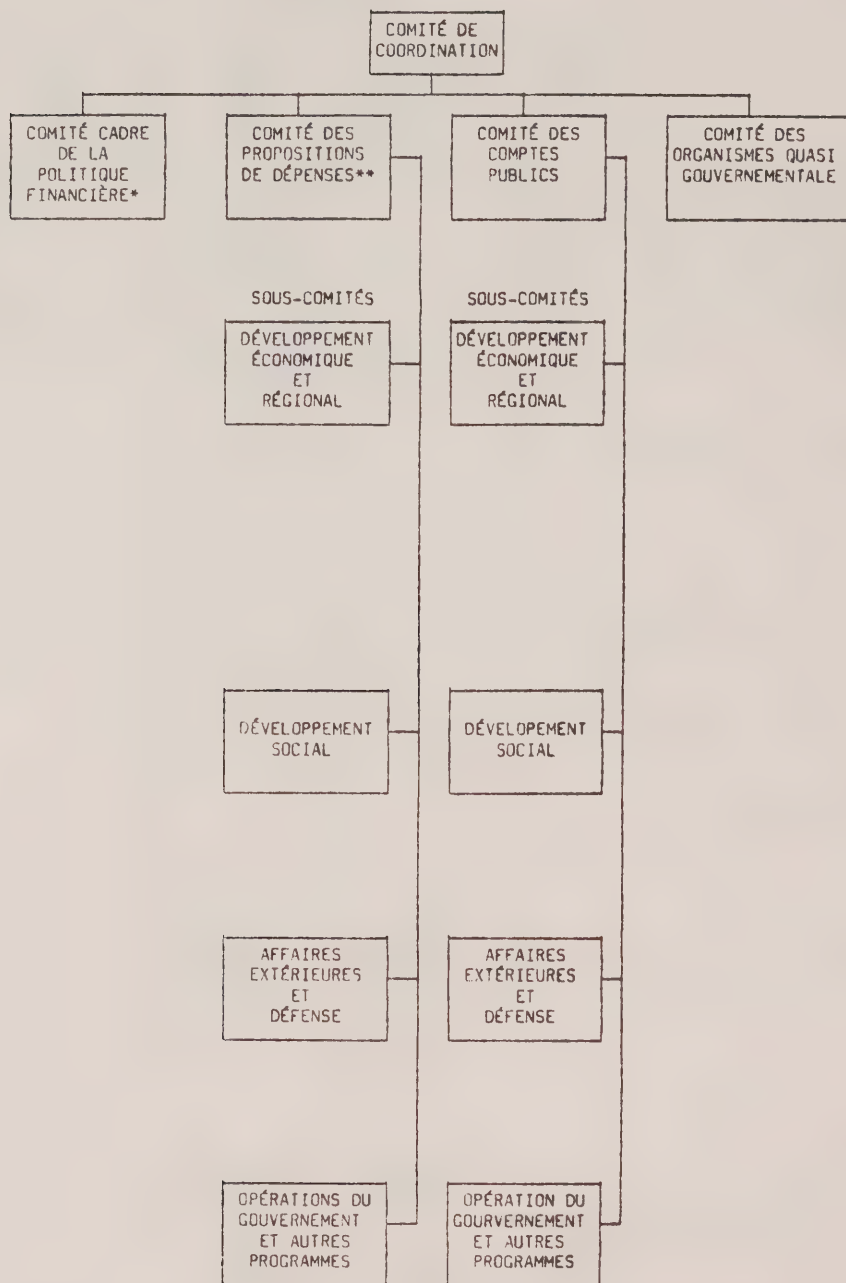 COMITÉ DE
COORDINATION
COMITÉ CADRE
DE LA
POLITIQUE
FINANCIÈRE*
COMITÉ DES
PROPOSITIONS
DE DÉPENSES**
COMITÉ DES
COMPTES
PUBLICS
COMITÉ DES
ORGANISMES QUASI
GOUVERNEMENTALE
SOUS-COMITÉS
DÉVELOPPEMENT
ÉCONOMIQUE
ET
RÉGIONAL
SOUS-COMITÉS
DÉVELOPPEMENT
ÉCONOMIQUE
ET
RÉGIONAL
DÉVELOPPEMENT
SOCIAL
DÉVELOPEMENT
SOCIAL
AFFAIRES
EXTÉRIEURES
ET
DÉFENSE
AFFAIRES
EXTÉRIEURES
ET
DÉFENSE
OPÉRATIONS DU
GOUVERNEMENT
ET AUTRES
PROGRAMMES
OPÉRATION DU
GOURVERNEMENT
ET AUTRES
PROGRAMMES